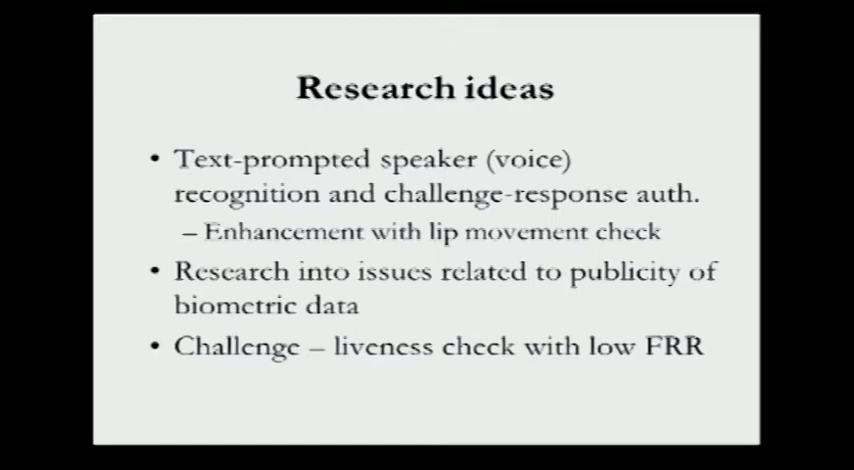 Research ideas
• Text-prompted speaker (voice)
recognition and challenge-response auth.
– Enhancement with lip movement check
• Research into issues related to publicity of
biometric data
• Challenge – liveness check with low FRR